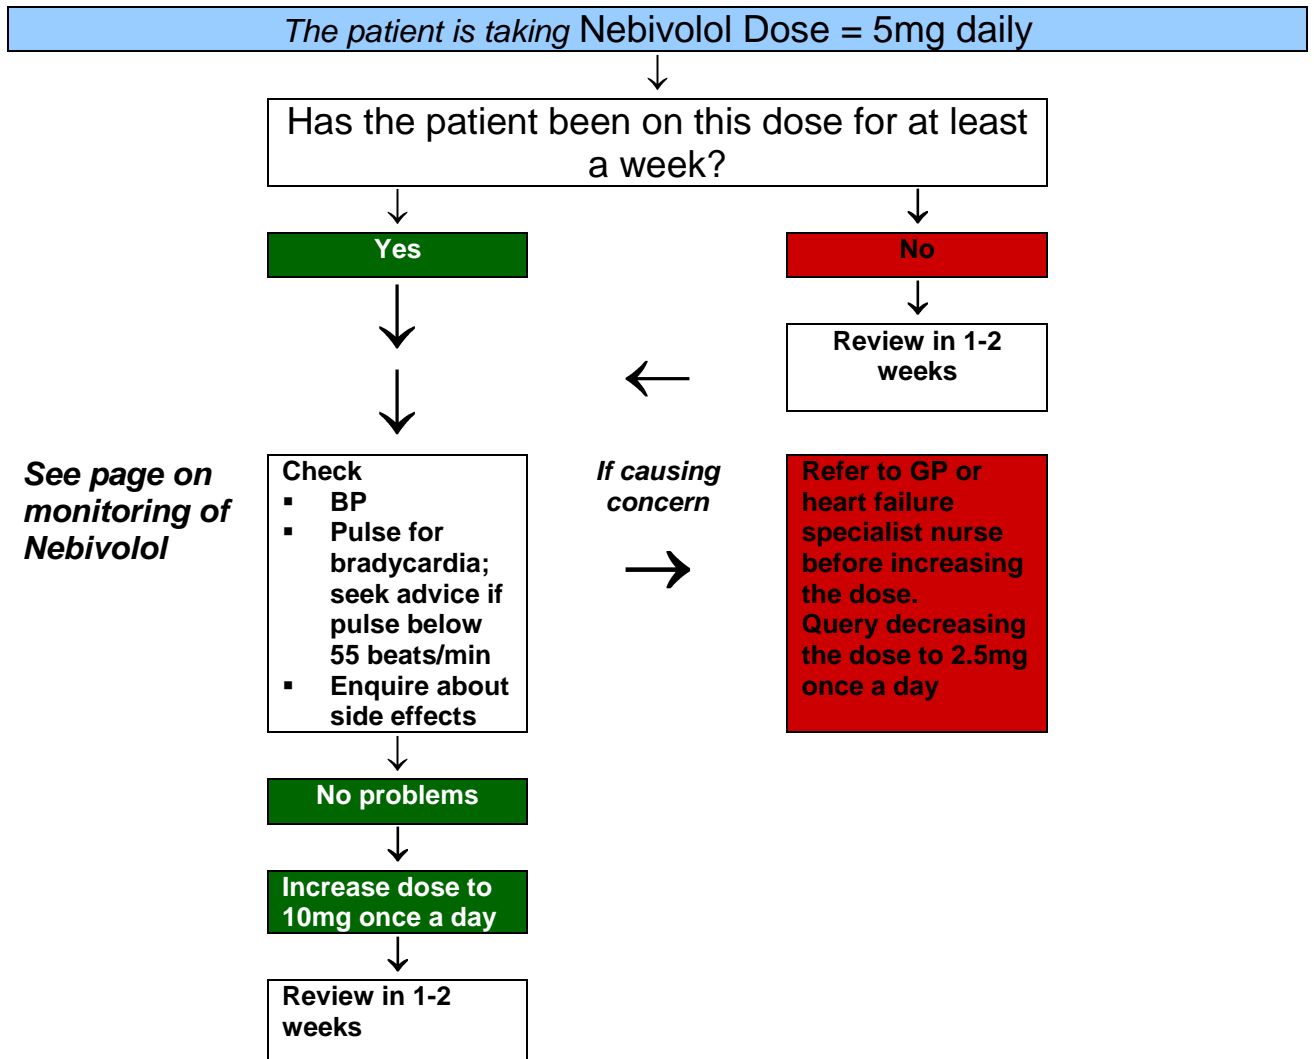 The patient is taking Nebivolol Dose = 5mg daily
Has the patient been on this dose for at least
a week?
Yes
No
Review in 1-2
weeks
See page on
monitoring of
Nebivolol
Check
▪ BP
▪ Pulse for
bradycardia;
seek advice if
pulse below
55 beats/min
▪ Enquire about
side effects
If causing
concern
Refer to GP or
heart failure
specialist nurse
before increasing
the dose.
Query decreasing
the dose to 2.5mg
once a day
No problems
Increase dose to
10mg once a day
Review in 1-2
weeks